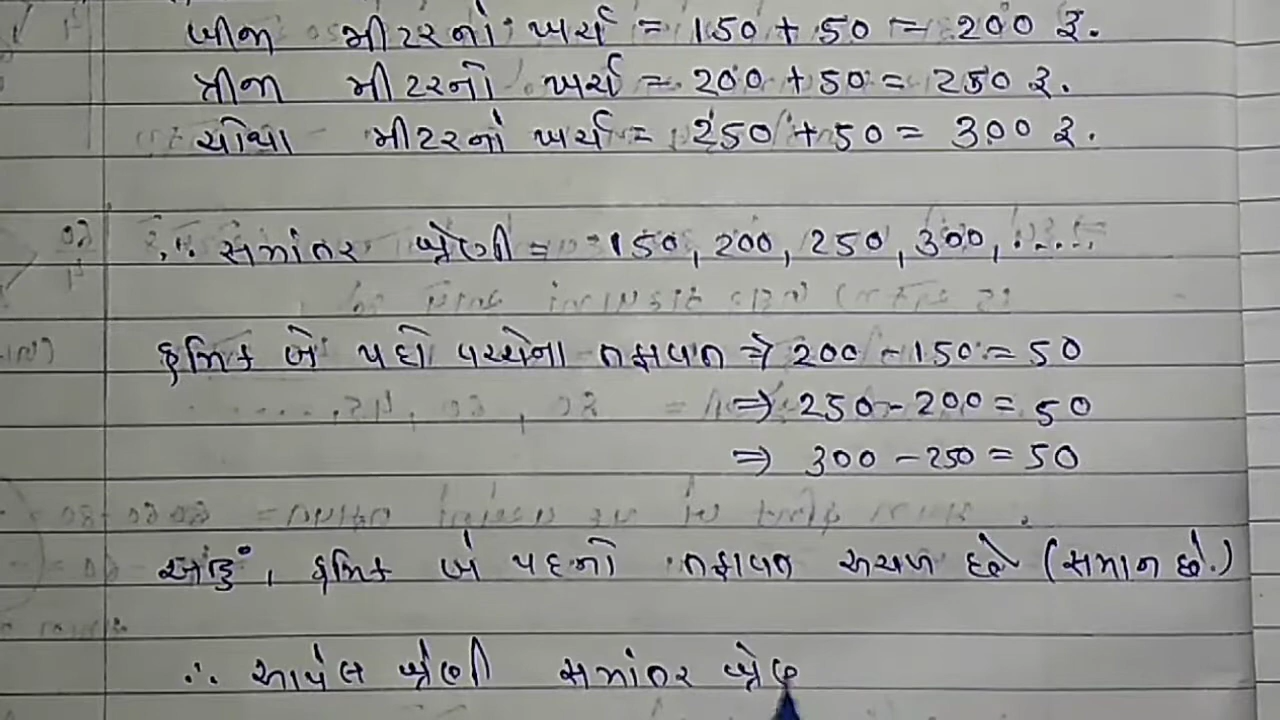 બીજા મીટરનો ખર્ચ = 150 + 50 = 200 રૂ.
ત્રીજા મીટરનો ખર્ચ = 200 + 50 = 250 રૂ.
ચોથા મીટરનો ખર્ચ = 250 + 50 = 300 રૂ.
∴ સમાંતર શ્રેણી = 150, 200, 250, 300, .....
ક્રમિક બે પદો વચ્ચેના તફાવત ⇒ 200 - 150 = 50
⇒ 250 - 200 = 50
⇒ 300 - 250 = 50
અહીં, ક્રમિક બે પદનો તફાવત અચળ છે (સમાન છે.)
∴ આપેલ શ્રેણી સમાંતર શ્રેણ